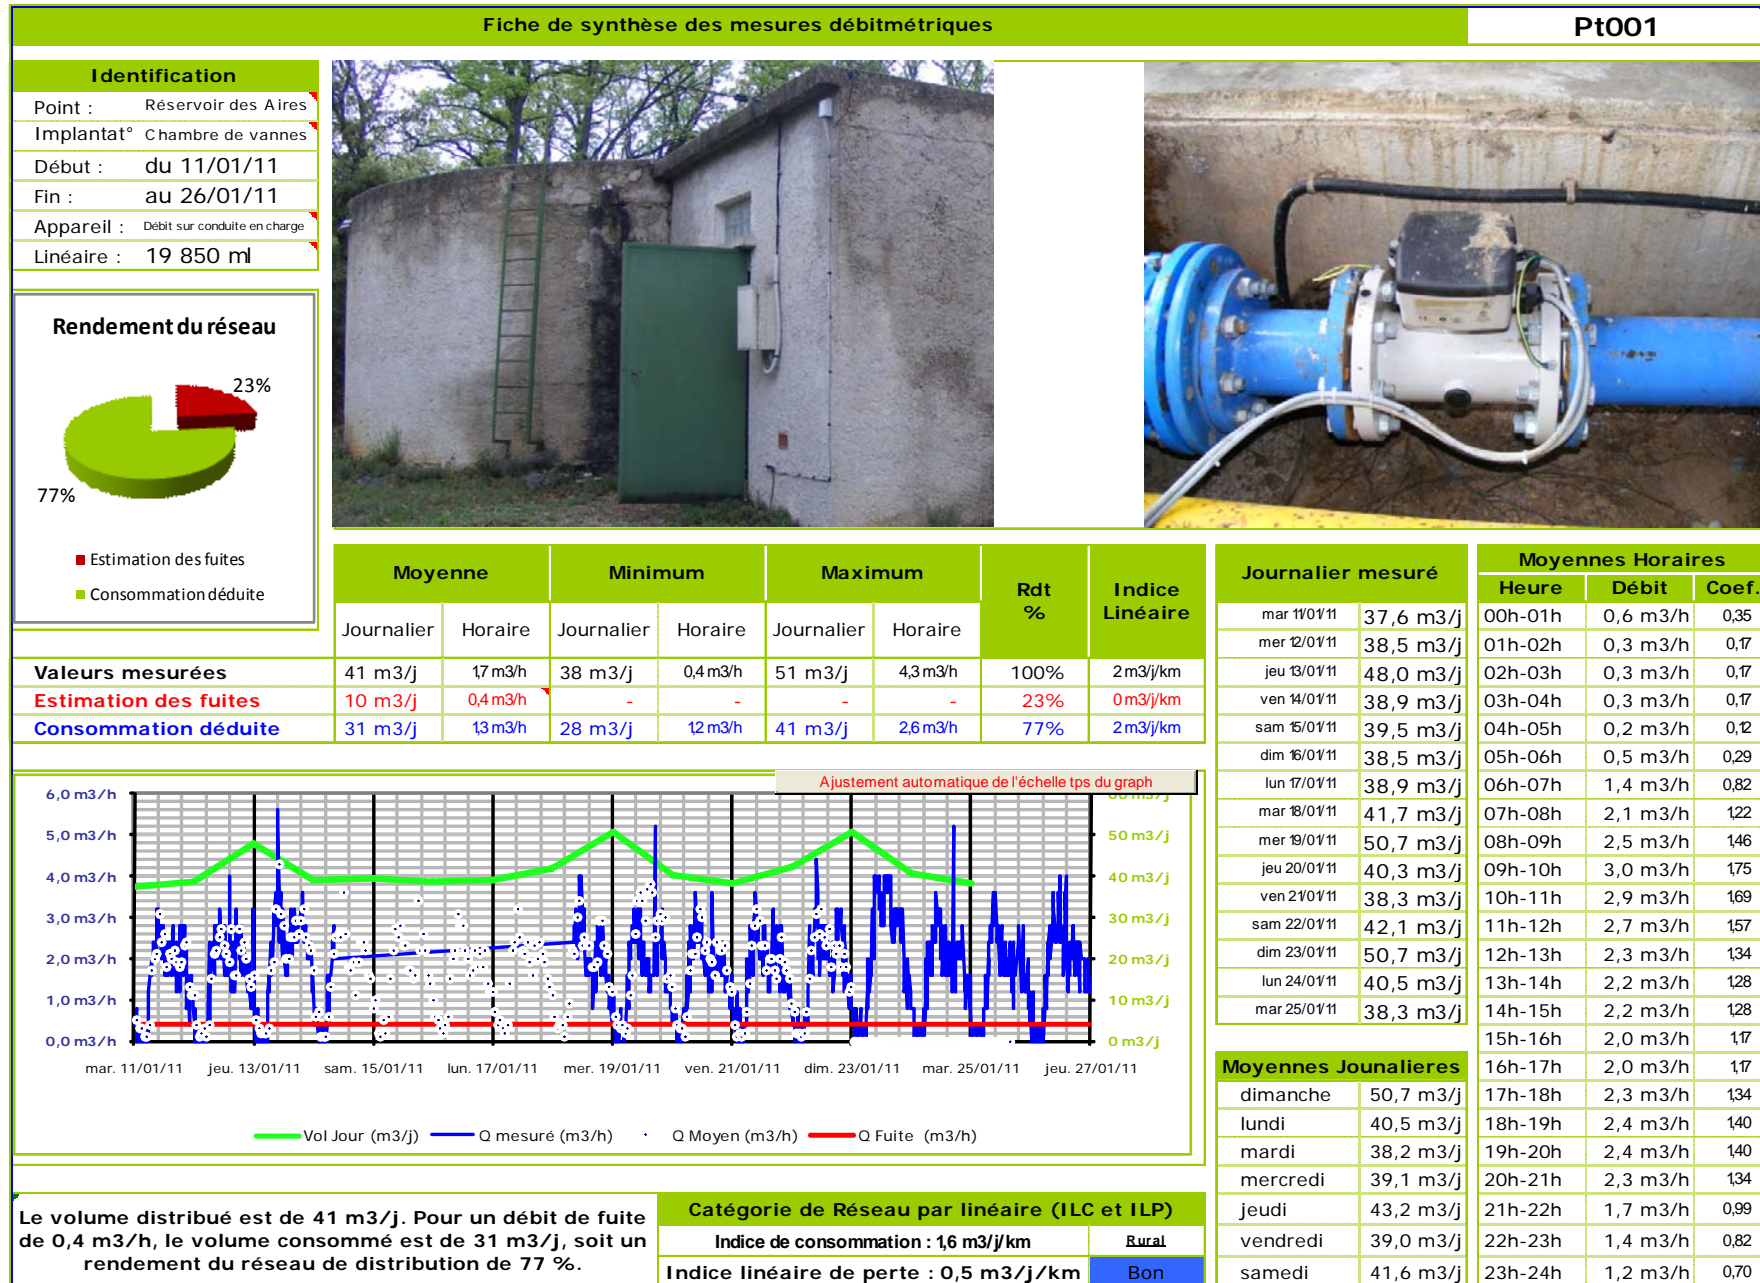 Fiche de synthèse des mesures débitmétriques
Pt001
Identification
Point : Réservoir des Aires
Implantat° Chambre de vannes
Début : du 11/01/11
Fin : au 26/01/11
Appareil : Débit sur conduite en charge
Linéaire : 19 850 ml
Rendement du réseau
23%
77%
Estimation des fuites
Consommation déduite
Moyenne Minimum Maximum Rdt % Indice Linéaire
Journalier Horaire Journalier Horaire Journalier Horaire
Valeurs mesurées 41 m3/j 1,7 m3/h 38 m3/j 0,4 m3/h 51 m3/j 4,3 m3/h 100% 2 m3/j/km
Estimation des fuites 10 m3/j 0,4 m3/h - - - - 23% 0 m3/j/km
Consommation déduite 31 m3/j 1,3 m3/h 28 m3/j 1,2 m3/h 41 m3/j 2,6 m3/h 77% 2 m3/j/km
Ajustement automatique de l'échelle tps du graph
6,0 m3/h
5,0 m3/h 50 m3/j
4,0 m3/h 40 m3/j
3,0 m3/h 30 m3/j
2,0 m3/h 20 m3/j
1,0 m3/h 10 m3/j
0,0 m3/h 0 m3/j
mar. 11/01/11 jeu. 13/01/11 sam. 15/01/11 lun. 17/01/11 mer. 19/01/11 ven. 21/01/11 dim. 23/01/11 mar. 25/01/11 jeu. 27/01/11
Vol Jour (m3/j) Q mesuré (m3/h) Q Moyen (m3/h) Q Fuite (m3/h)
Le volume distribué est de 41 m3/j. Pour un débit de fuite
de 0,4 m3/h, le volume consommé est de 31 m3/j, soit un
rendement du réseau de distribution de 77 %.
Catégorie de Réseau par linéaire (ILC et ILP)
Indice de consommation : 1,6 m3/j/km Rural
Indice linéaire de perte : 0,5 m3/j/km Bon
Journalier mesuré
mar 11/01/11 37,6 m3/j
mer 12/01/11 38,5 m3/j
jeu 13/01/11 48,0 m3/j
ven 14/01/11 38,9 m3/j
sam 15/01/11 39,5 m3/j
dim 16/01/11 38,5 m3/j
lun 17/01/11 38,9 m3/j
mar 18/01/11 41,7 m3/j
mer 19/01/11 50,7 m3/j
jeu 20/01/11 40,3 m3/j
ven 21/01/11 38,3 m3/j
sam 22/01/11 42,1 m3/j
dim 23/01/11 50,7 m3/j
lun 24/01/11 40,5 m3/j
mar 25/01/11 38,3 m3/j
Moyennes Jounalieres
dimanche 50,7 m3/j
lundi 40,5 m3/j
mardi 38,2 m3/j
mercredi 39,1 m3/j
jeudi 43,2 m3/j
vendredi 39,0 m3/j
samedi 41,6 m3/j
Moyennes Horaires
Heure Débit Coef.
00h-01h 0,6 m3/h 0,35
01h-02h 0,3 m3/h 0,17
02h-03h 0,3 m3/h 0,17
03h-04h 0,3 m3/h 0,17
04h-05h 0,2 m3/h 0,12
05h-06h 0,5 m3/h 0,29
06h-07h 1,4 m3/h 0,82
07h-08h 2,1 m3/h 1,22
08h-09h 2,5 m3/h 1,46
09h-10h 3,0 m3/h 1,75
10h-11h 2,9 m3/h 1,69
11h-12h 2,7 m3/h 1,57
12h-13h 2,3 m3/h 1,34
13h-14h 2,2 m3/h 1,28
14h-15h 2,2 m3/h 1,28
15h-16h 2,0 m3/h 1,17
16h-17h 2,0 m3/h 1,17
17h-18h 2,3 m3/h 1,34
18h-19h 2,4 m3/h 1,40
19h-20h 2,4 m3/h 1,40
20h-21h 2,3 m3/h 1,34
21h-22h 1,7 m3/h 0,99
22h-23h 1,4 m3/h 0,82
23h-24h 1,2 m3/h 0,70